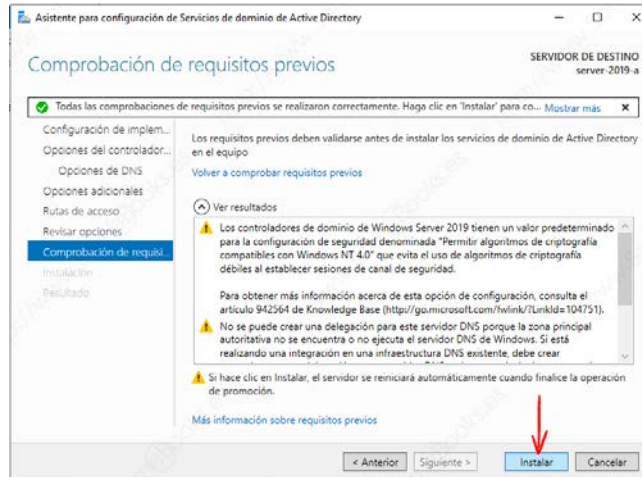 Asistente para configuración de Servicios de dominio de Active Directory
Comprobación de requisitos previos
SERVIDOR DE DESTINO
server-2019-a
Todas las comprobaciones de requisitos previos se realizaron correctamente. Haga clic en 'Instalar' para co... Mostrar más
Configuración de implem...
Opciones del controlador...
Opciones de DNS
Opciones adicionales
Rutas de acceso
Revisar opciones
Comprobación de requisi...
Instalación
Resultado
Los requisitos previos deben validarse antes de instalar los servicios de dominio de Active Directory
en el equipo
Volver a comprobar requisitos previos
Ver resultados
Los controladores de dominio de Windows Server 2019 tienen un valor predeterminado
para la configuración de seguridad denominada "Permitir algoritmos de criptografía
compatibles con Windows NT 4.0" que evita el uso de algoritmos de criptografía
débiles al establecer sesiones de canal de seguridad.
Para obtener más información acerca de esta opción de configuración, consulta el
artículo 942564 de Knowledge Base (http://go.microsoft.com/fwlink/?LinkId=104751).
No se puede crear una delegación para este servidor DNS porque la zona principal
autoritativa no se encuentra o no ejecuta el servidor DNS de Windows. Si está
realizando una integración en una infraestructura DNS existente, debe crear
Si hace clic en Instalar, el servidor se reiniciará automáticamente cuando finalice la operación
de promoción.
Más información sobre requisitos previos
< Anterior
Siguiente >
Instalar
Cancelar